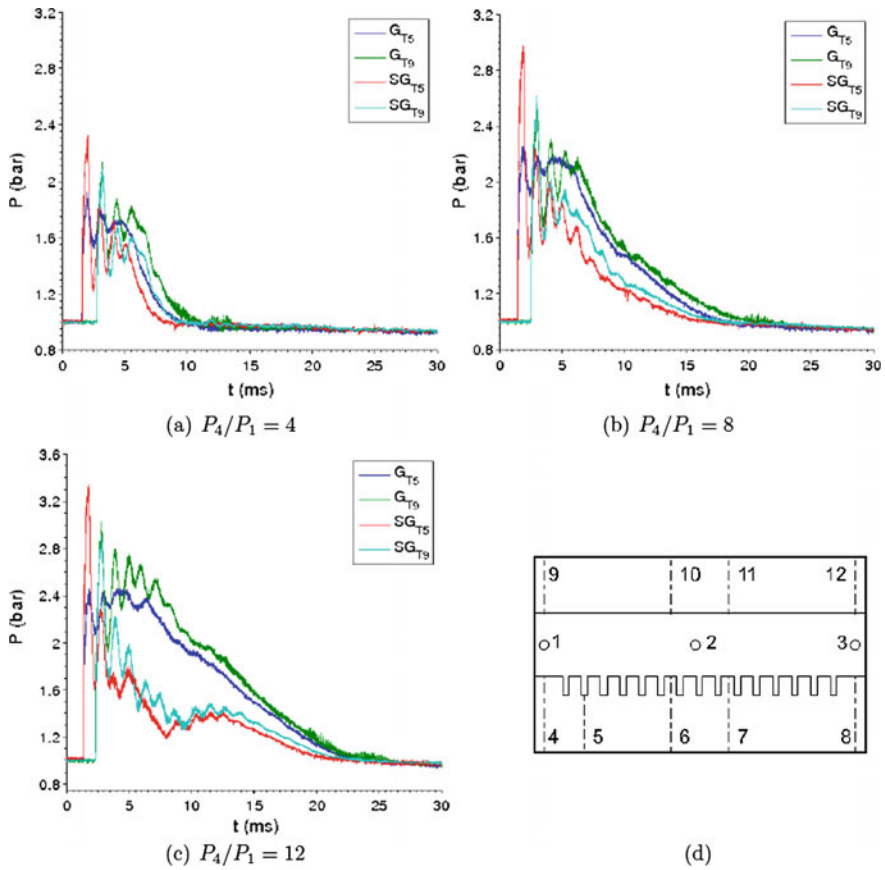 3.2
2.8
2.4
2
1.6
1.2
0.8
P (bar)
0 5 10 15 20 25 30
t (ms)
G_T5
G_T9
SG_T5
SG_T9
(a) P_4/P_1 = 4
3.2
2.8
2.4
2
1.6
1.2
0.8
P (bar)
0 5 10 15 20 25 30
t (ms)
G_T5
G_T9
SG_T5
SG_T9
(b) P_4/P_1 = 8
3.6
3.2
2.8
2.4
2
1.6
1.2
0.8
P (bar)
0 5 10 15 20 25 30
t (ms)
G_T5
G_T9
SG_T5
SG_T9
(c) P_4/P_1 = 12
9 10 11 12
1 2 3
4 5 6 7 8
(d)